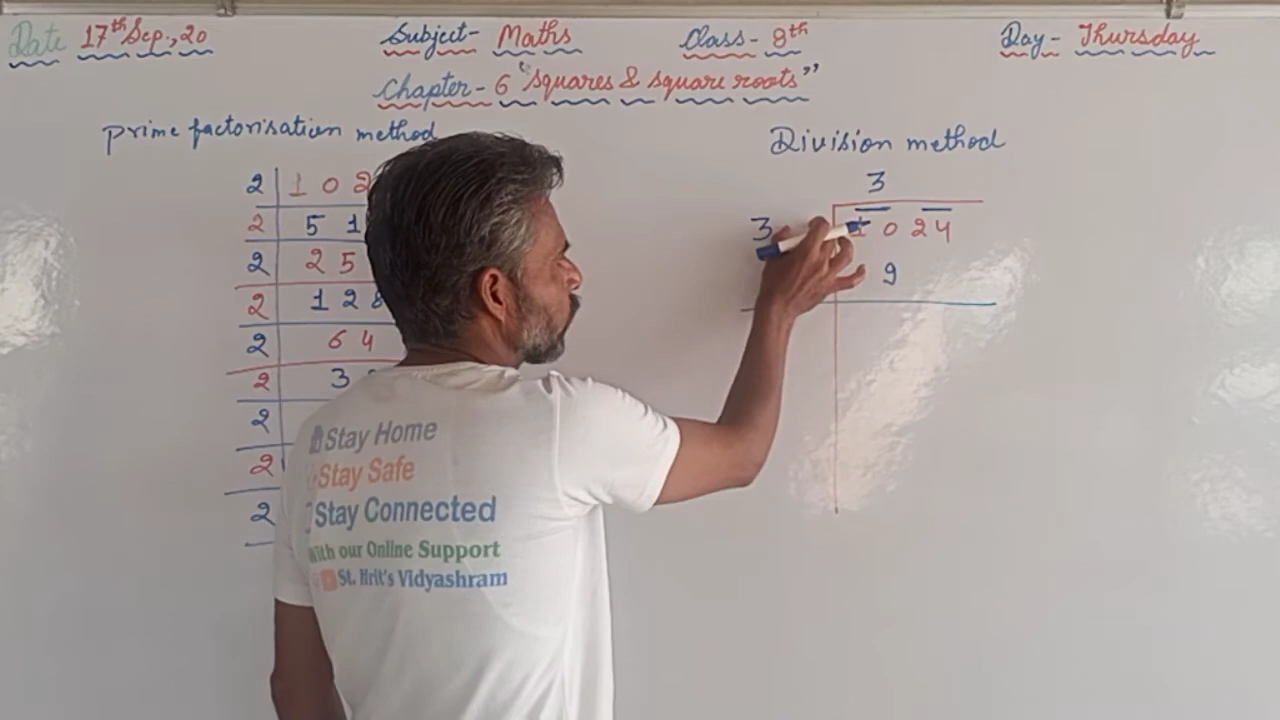 Date 17th Sep., 20 Subject- Maths Class- 8th Day- Thursday
Chapter- 6 "squares & square roots"
Prime factorisation method
2 1 0 2
2 5 1
2 2 5
2 1 2 8
2 6 4
2 3
2
2
2
Division method
3
3 1 0 2 4
9
Stay Home
Stay Safe
Stay Connected
With our Online Support
St. Hrit's Vidyashram